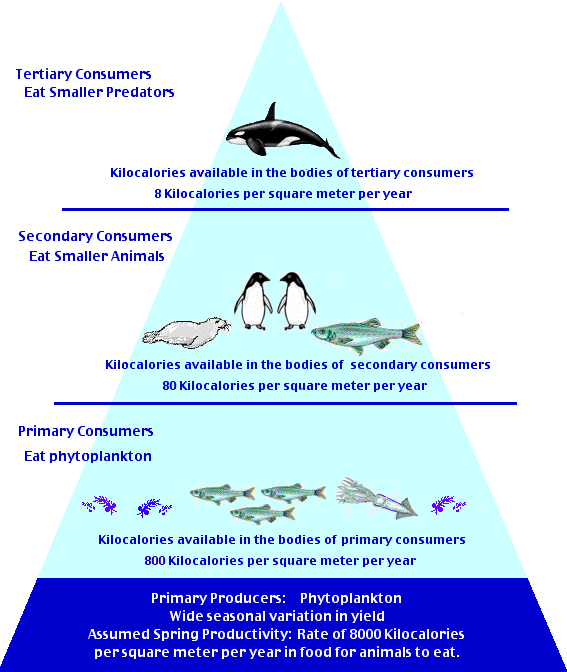 Tertiary Consumers
Eat Smaller Predators
Kilocalories available in the bodies of tertiary consumers
8 Kilocalories per square meter per year
Secondary Consumers
Eat Smaller Animals
Kilocalories available in the bodies of secondary consumers
80 Kilocalories per square meter per year
Primary Consumers
Eat phytoplankton
Kilocalories available in the bodies of primary consumers
800 Kilocalories per square meter per year
Primary Producers: Phytoplankton
Wide seasonal variation in yield
Assumed Spring Productivity: Rate of 8000 Kilocalories
per square meter per year in food for animals to eat.